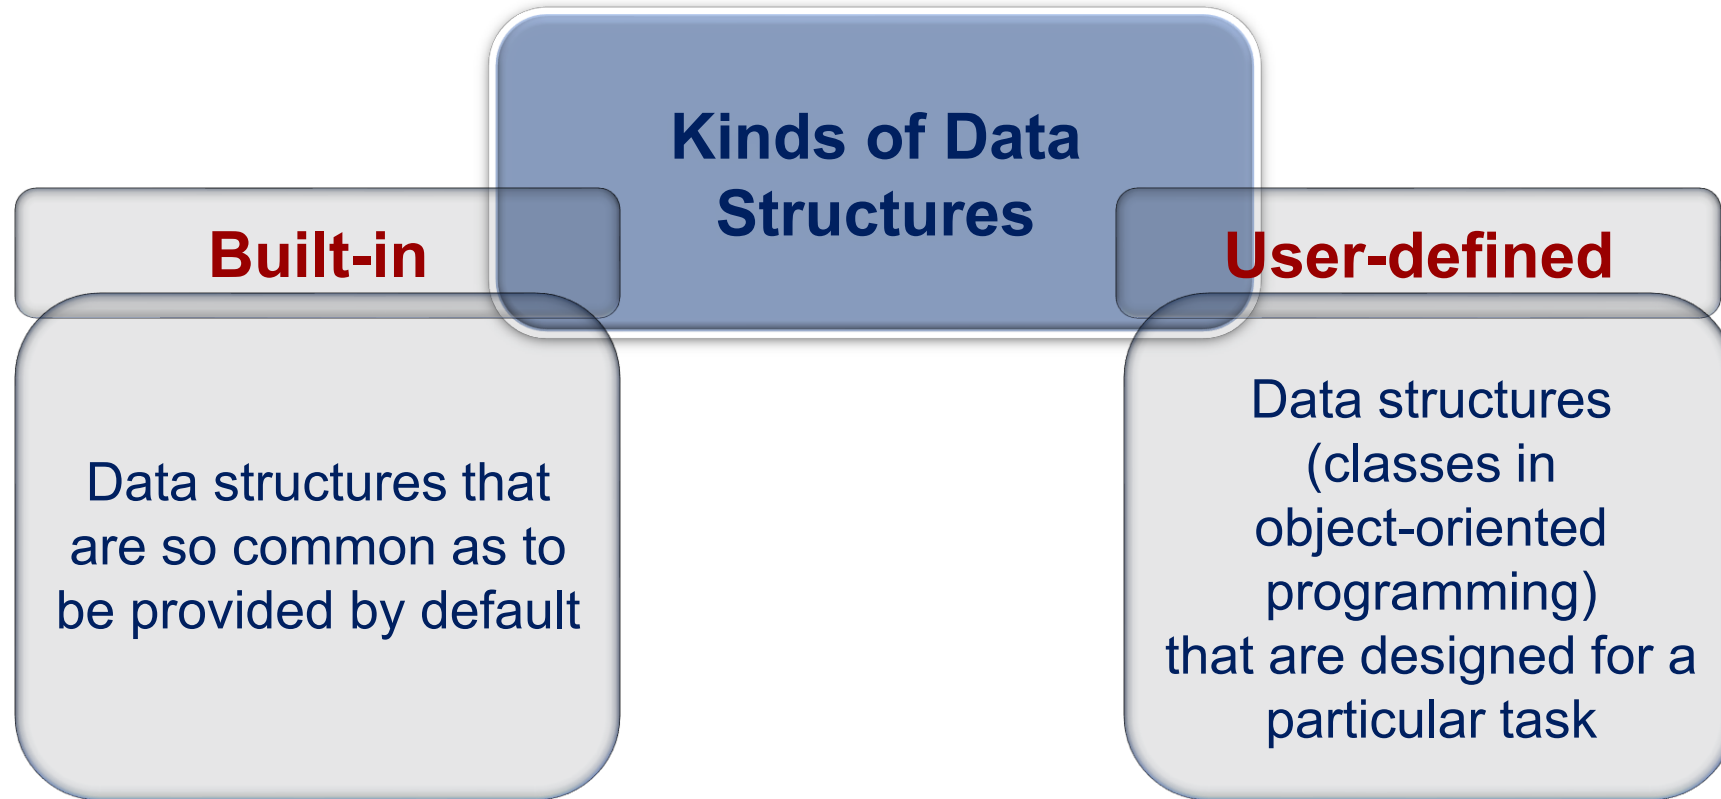 Kinds of Data
Structures
Built-in
Data structures that
are so common as to
be provided by default
User-defined
Data structures
(classes in
object-oriented
programming)
that are designed for a
particular task